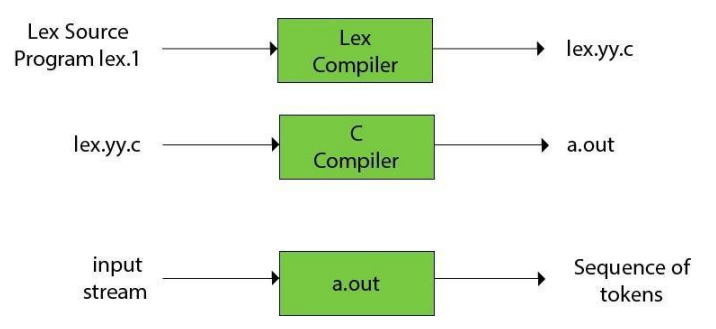 Lex Source
Program lex.1
Lex
Compiler
lex.yy.c
lex.yy.c
C
Compiler
a.out
input
stream
a.out
Sequence of
tokens